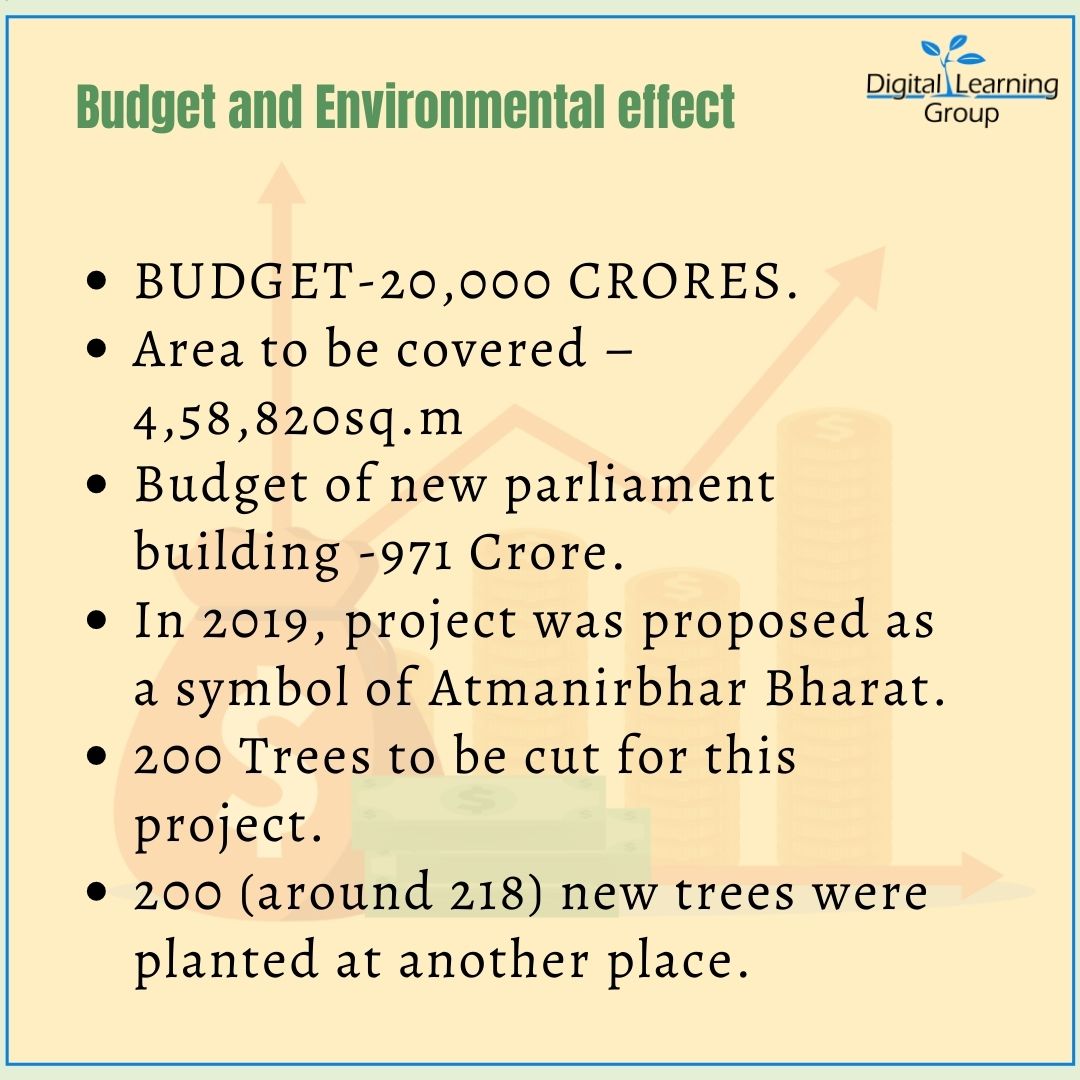 Digital Learning
Group
Budget and Environmental effect
• BUDGET-20,000 CRORES.
• Area to be covered –
4,58,820sq.m
• Budget of new parliament
building -971 Crore.
• In 2019, project was proposed as
a symbol of Atmanirbhar Bharat.
• 200 Trees to be cut for this
project.
• 200 (around 218) new trees were
planted at another place.